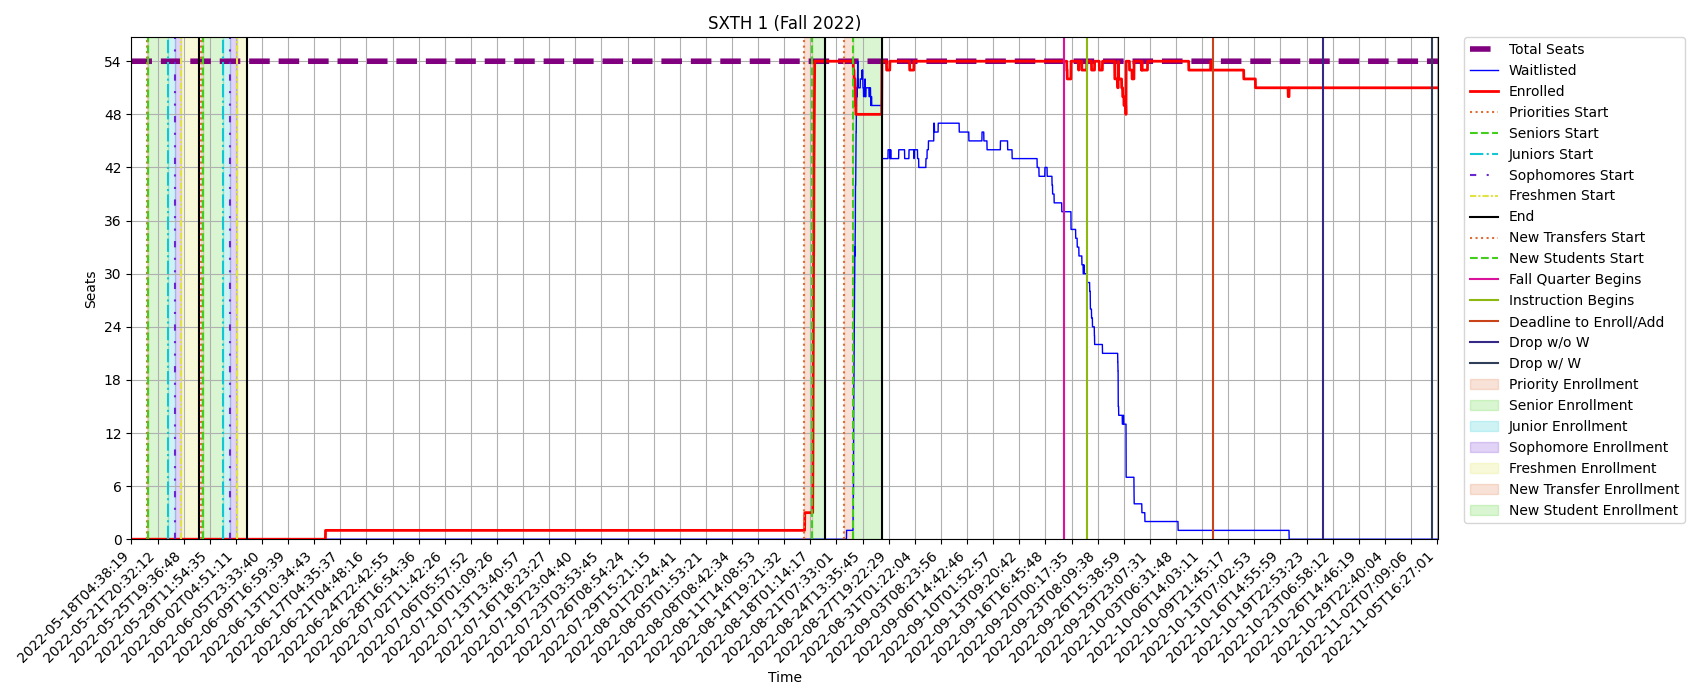 SXTH 1 (Fall 2022)
Seats
54
48
42
36
30
24
18
12
6
0
2022-05-18T04:38:19
2022-05-21T20:32:12
2022-05-25T19:36:48
2022-05-29T11:54:35
2022-06-02T04:51:11
2022-06-05T23:33:40
2022-06-09T16:59:39
2022-06-13T10:34:43
2022-06-17T04:35:37
2022-06-21T04:48:16
2022-06-24T22:42:55
2022-06-28T16:54:36
2022-07-02T11:42:26
2022-07-06T05:57:52
2022-07-10T01:09:26
2022-07-13T13:40:57
2022-07-16T18:23:27
2022-07-19T23:04:40
2022-07-23T03:53:45
2022-07-26T08:54:24
2022-07-29T15:21:15
2022-08-01T20:24:41
2022-08-05T01:53:21
2022-08-08T08:42:34
2022-08-11T14:08:53
2022-08-14T19:21:32
2022-08-18T01:14:17
2022-08-21T07:33:01
2022-08-24T13:35:45
2022-08-27T19:22:29
2022-08-31T01:22:04
2022-09-03T08:23:56
2022-09-06T14:42:46
2022-09-10T01:52:57
2022-09-13T09:20:42
2022-09-16T16:45:48
2022-09-20T00:17:35
2022-09-23T08:09:38
2022-09-26T15:38:59
2022-09-29T23:07:31
2022-10-03T06:31:48
2022-10-06T14:03:11
2022-10-09T21:45:17
2022-10-13T07:02:53
2022-10-16T14:55:59
2022-10-19T22:53:23
2022-10-23T06:58:12
2022-10-26T14:46:19
2022-10-29T22:40:04
2022-11-02T07:09:06
2022-11-05T16:27:01
Time
Total Seats
Waitlisted
Enrolled
Priorities Start
Seniors Start
Juniors Start
Sophomores Start
Freshmen Start
End
New Transfers Start
New Students Start
Fall Quarter Begins
Instruction Begins
Deadline to Enroll/Add
Drop w/o W
Drop w/ W
Priority Enrollment
Senior Enrollment
Junior Enrollment
Sophomore Enrollment
Freshmen Enrollment
New Transfer Enrollment
New Student Enrollment